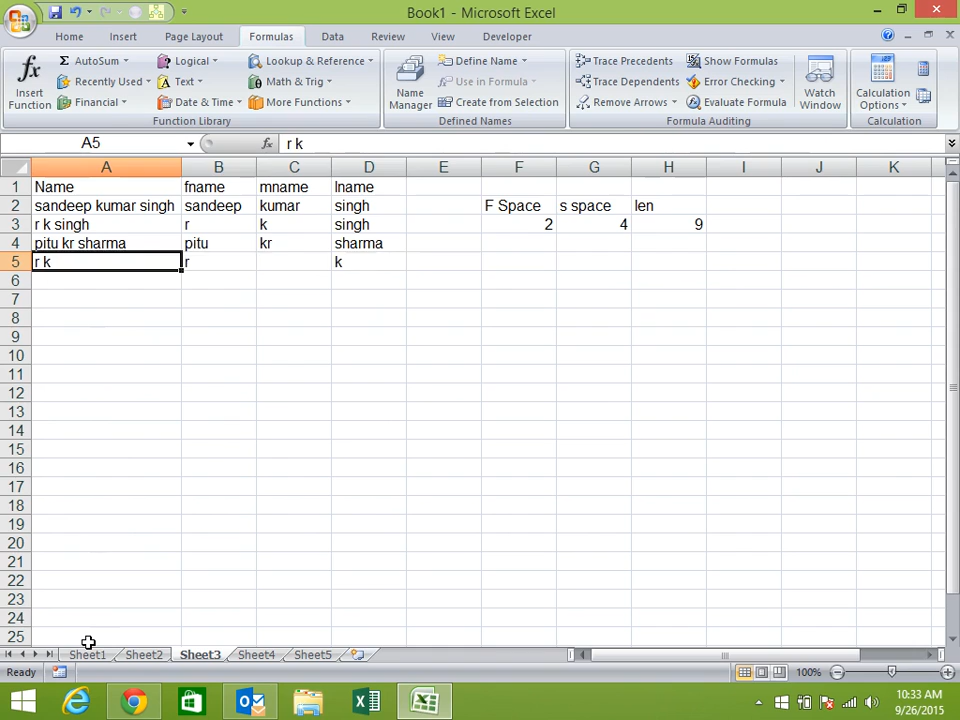 Book1 - Microsoft Excel
Home Insert Page Layout Formulas Data Review View Developer
fx Σ AutoSum Logical Lookup & Reference Name Manager Define Name Trace Precedents Show Formulas Watch Window Calculation Options
Insert Function Recently Used Text Math & Trig Use in Formula Trace Dependents Error Checking
Financial Date & Time More Functions Create from Selection Remove Arrows Evaluate Formula
Function Library Defined Names Formula Auditing Calculation
A5 fx r k
A B C D E F G H I J K
1 Name fname mname lname
2 sandeep kumar singh sandeep kumar singh F Space s space len
3 r k singh r k singh 2 4 9
4 pitu kr sharma pitu kr sharma
5 r k r k
6
7
8
9
10
11
12
13
14
15
16
17
18
19
20
21
22
23
24
25
Sheet1 Sheet2 Sheet3 Sheet4 Sheet5
Ready 100%
10:33 AM
9/26/2015